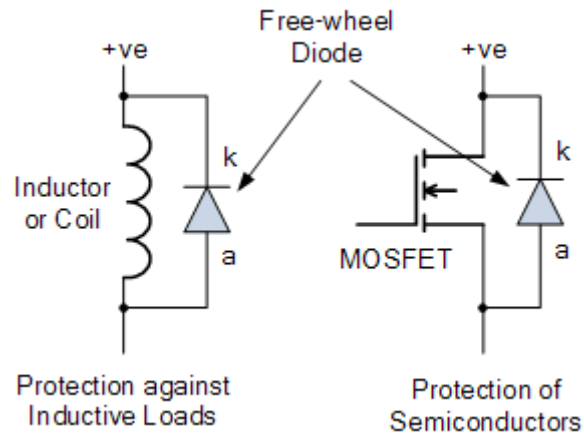 Free-wheel
Diode
+ve
+ve
k
k
Inductor
or Coil
a
a
MOSFET
Protection against
Inductive Loads
Protection of
Semiconductors